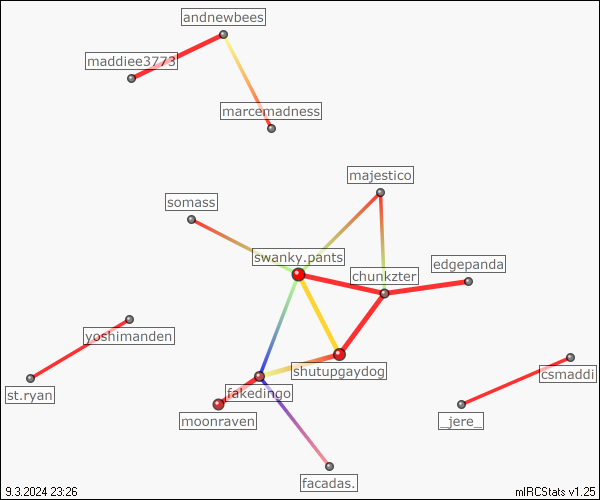 andnewbees
maddiee3773
marcemadness
majestico
somass
swanky.pants
edgepanda
chunkzter
yoshimanden
shutupgaydog
csmaddi
st.ryan
fakedingo
moonraven
_jere_
facadas.
9.3.2024 23:26
mIRCStats v1.25